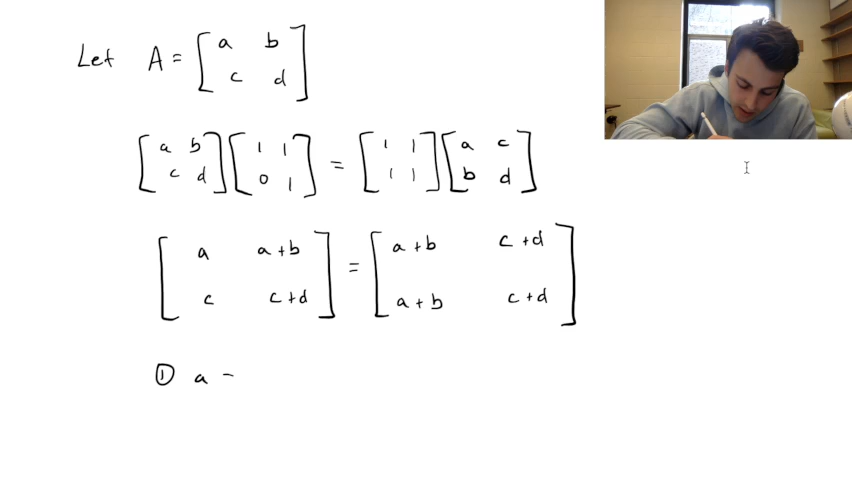 Let A = [a b; c d]
[a b; c d] [1 1; 0 1] = [1 1; 1 1] [a c; b d]
[a a+b; c c+d] = [a+b c+d; a+b c+d]
① a -